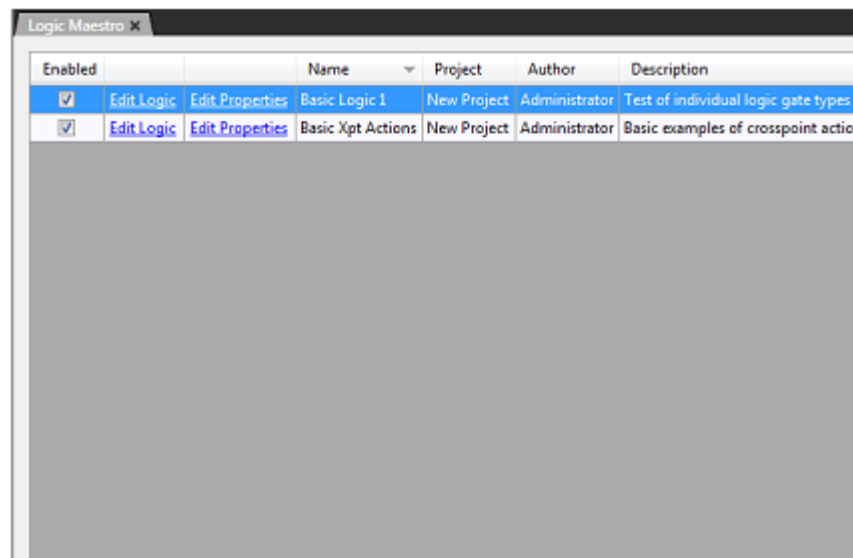 Logic Maestro
Enabled Name Project Author Description
Edit Logic Edit Properties Basic Logic 1 New Project Administrator Test of individual logic gate types
Edit Logic Edit Properties Basic Xpt Actions New Project Administrator Basic examples of crosspoint actio